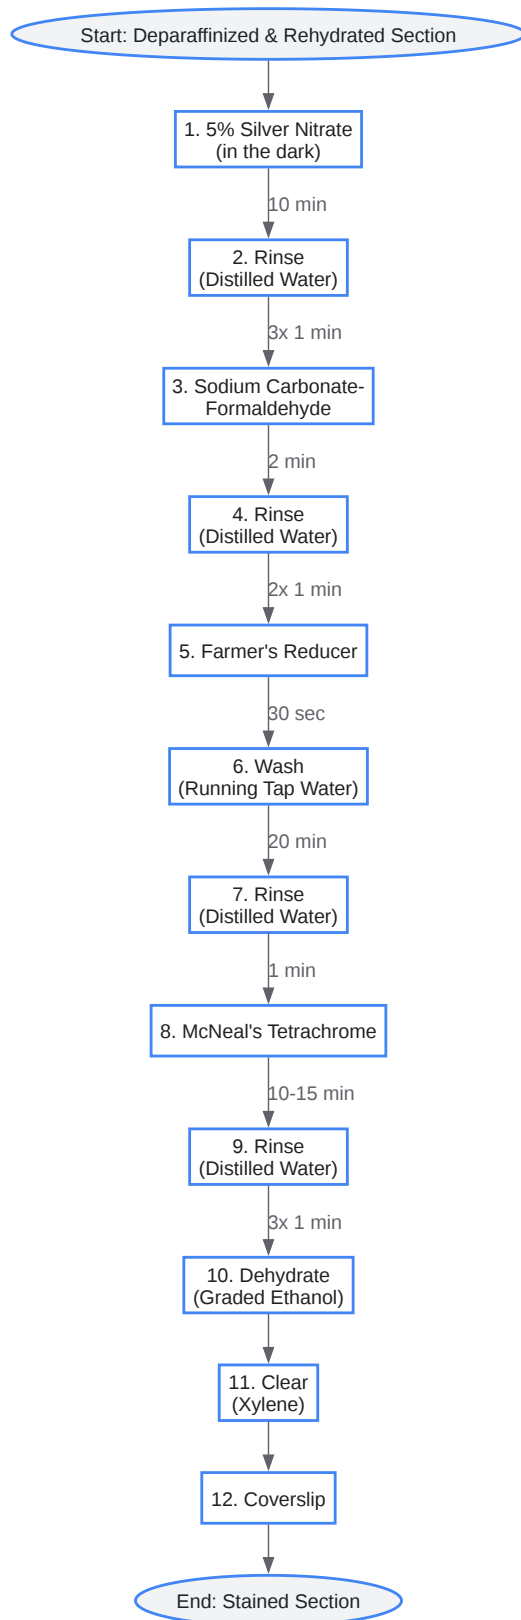 Start: Deparaffinized & Rehydrated Section
1. 5% Silver Nitrate
(in the dark)
10 min
2. Rinse
(Distilled Water)
3x 1 min
3. Sodium Carbonate-
Formaldehyde
2 min
4. Rinse
(Distilled Water)
2x 1 min
5. Farmer's Reducer
30 sec
6. Wash
(Running Tap Water)
20 min
7. Rinse
(Distilled Water)
1 min
8. McNeal's Tetrachrome
10-15 min
9. Rinse
(Distilled Water)
3x 1 min
10. Dehydrate
(Graded Ethanol)
11. Clear
(Xylene)
12. Coverslip
End: Stained Section